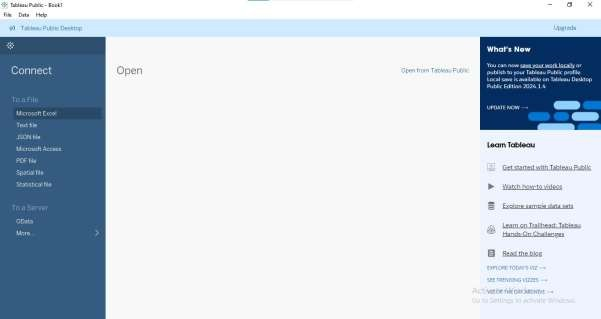 Tableau Public - Book1
File Data Help
Tableau Public Desktop
Upgrade
Connect
To a File
Microsoft Excel
Text file
JSON file
Microsoft Access
PDF file
Spatial file
Statistical file
To a Server
OData
More...
Open
Open from Tableau Public
What's New
You can now save your work locally or
publish to your Tableau Public profile
Local save is available on Tableau Desktop
Public Edition 2024.1.4
UPDATE NOW →
Learn Tableau
Get started with Tableau Public
Watch how-to videos
Explore sample data sets
Learn on Trailhead: Tableau
Hands-On Challenges
Read the blog
EXPLORE TODAY'S VIZ →
SEE TRENDING VIZZES →
VIZ OF THE DAY ARCHIVE →
Go to Settings to activate Windows.